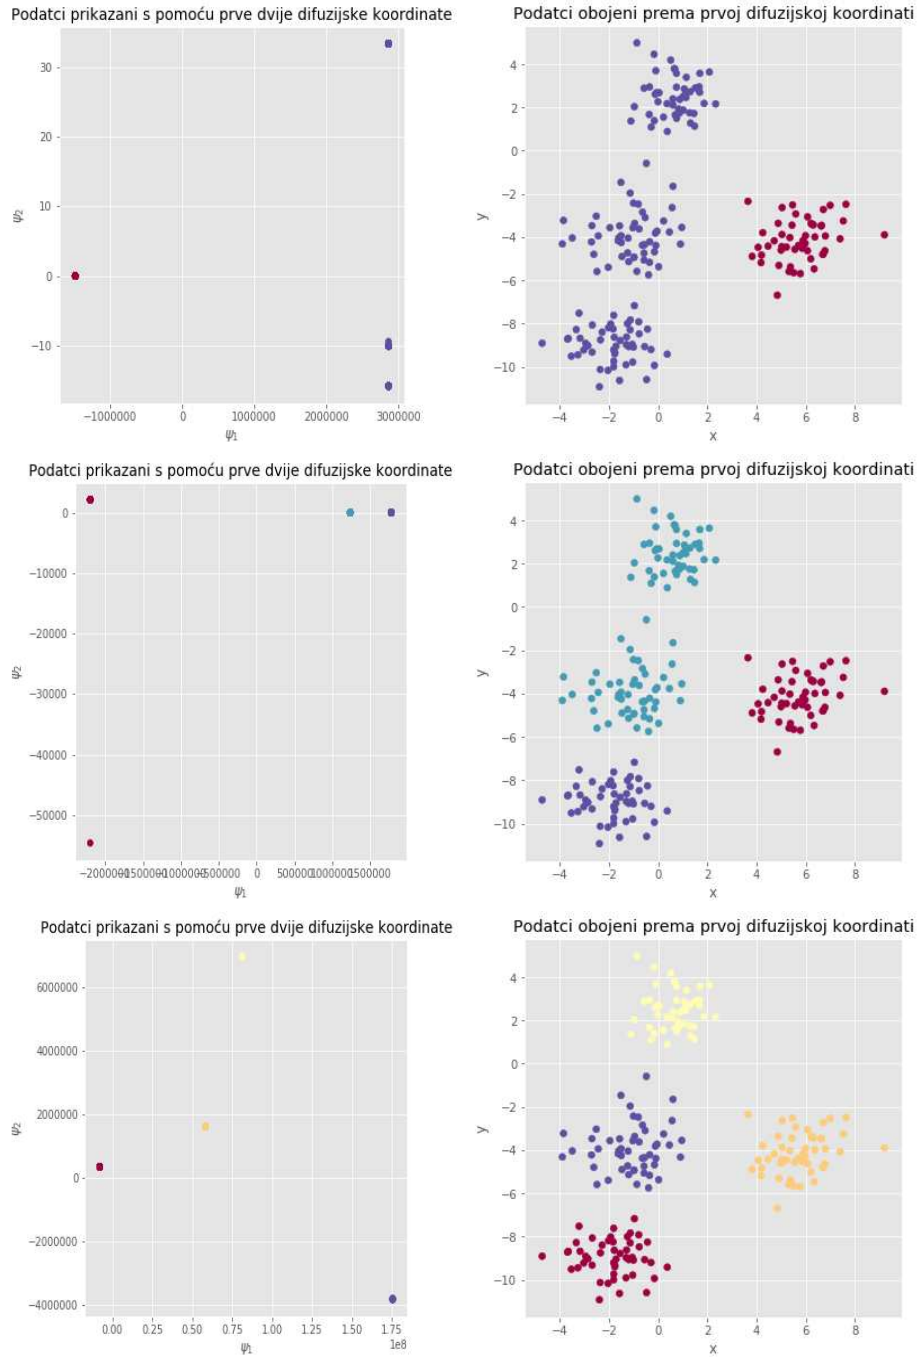 Podatci prikazani s pomoću prve dvije difuzijske koordinate
Podatci obojeni prema prvoj difuzijskoj koordinati
30
20
10
0
−10
ψ₂
−1000000 0 1000000 2000000 3000000
ψ₁
4
2
0
−2
−4
−6
−8
−10
y
−4 −2 0 2 4 6 8
x
Podatci prikazani s pomoću prve dvije difuzijske koordinate
Podatci obojeni prema prvoj difuzijskoj koordinati
0
−10000
−20000
−30000
−40000
−50000
ψ₂
−2000000−1500000−1000000−500000 0 500000 1000000 1500000
ψ₁
4
2
0
−2
−4
−6
−8
−10
y
−4 −2 0 2 4 6 8
x
Podatci prikazani s pomoću prve dvije difuzijske koordinate
Podatci obojeni prema prvoj difuzijskoj koordinati
6000000
4000000
2000000
0
−2000000
−4000000
ψ₂
0.00 0.25 0.50 0.75 1.00 1.25 1.50 1.75
1e8
ψ₁
4
2
0
−2
−4
−6
−8
−10
y
−4 −2 0 2 4 6 8
x